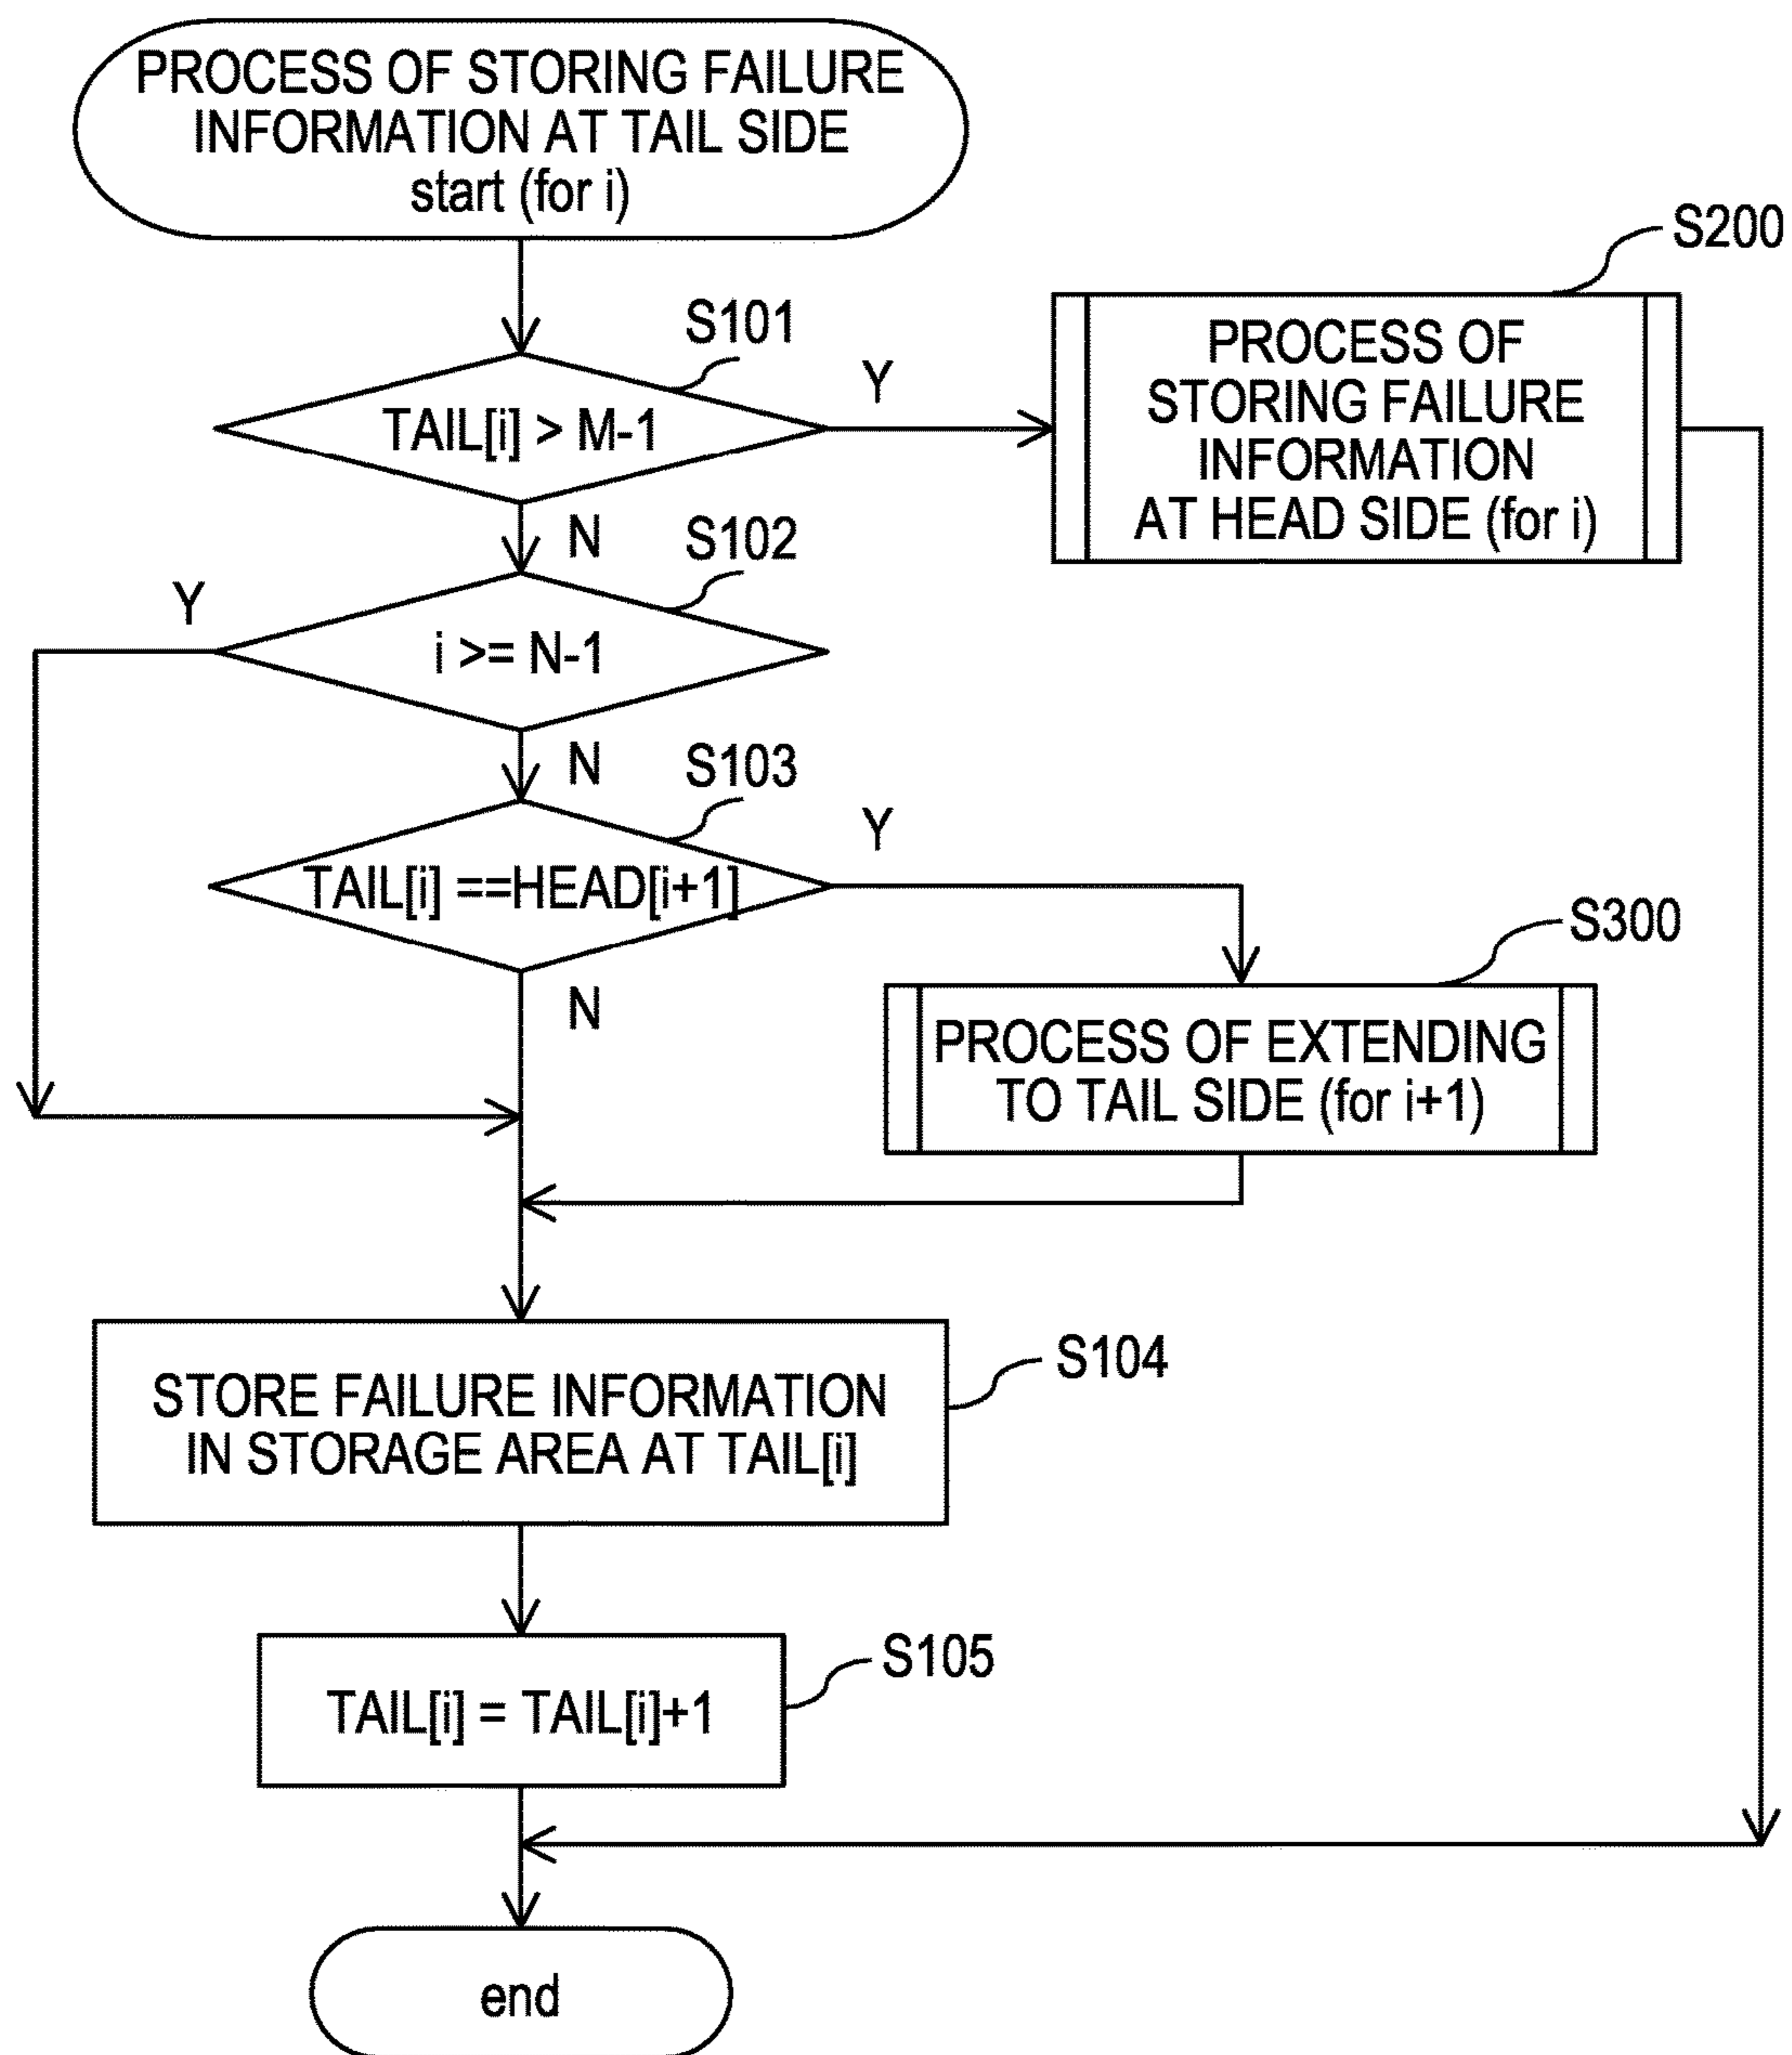 PROCESS OF STORING FAILURE
INFORMATION AT TAIL SIDE
start (for i)
S101
TAIL[i] > M-1
Y
N
S200
PROCESS OF
STORING FAILURE
INFORMATION
AT HEAD SIDE (for i)
S102
i >= N-1
Y
N
S103
TAIL[i] ==HEAD[i+1]
Y
N
S300
PROCESS OF EXTENDING
TO TAIL SIDE (for i+1)
S104
STORE FAILURE INFORMATION
IN STORAGE AREA AT TAIL[i]
S105
TAIL[i] = TAIL[i]+1
end